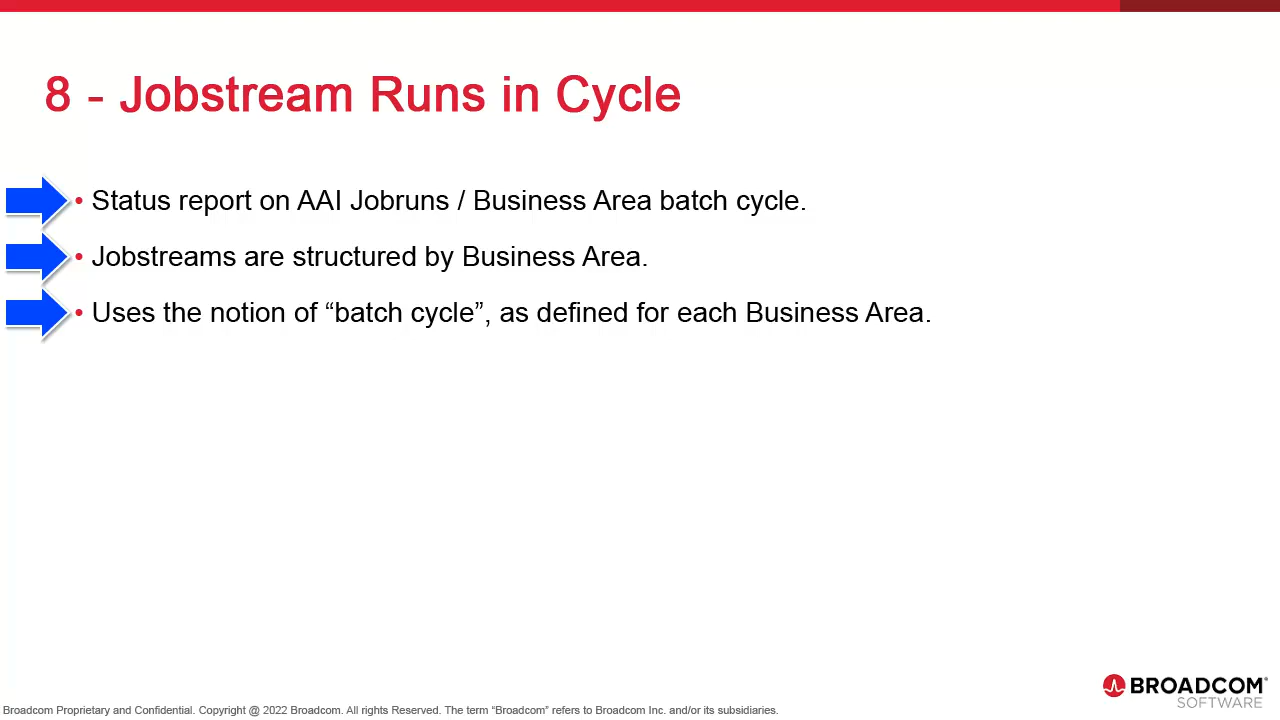 8 - Jobstream Runs in Cycle
• Status report on AAI Jobruns / Business Area batch cycle.
• Jobstreams are structured by Business Area.
• Uses the notion of “batch cycle”, as defined for each Business Area.
BROADCOM®
SOFTWARE
Broadcom Proprietary and Confidential. Copyright @ 2022 Broadcom. All rights Reserved. The term “Broadcom” refers to Broadcom Inc. and/or its subsidiaries.